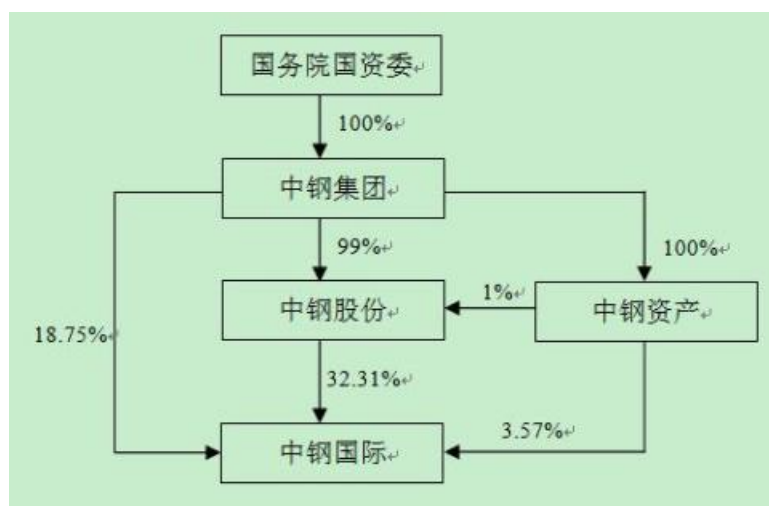 国务院国资委
100%
中钢集团
99%
100%
中钢股份
1%
中钢资产
18.75%
32.31%
3.57%
中钢国际